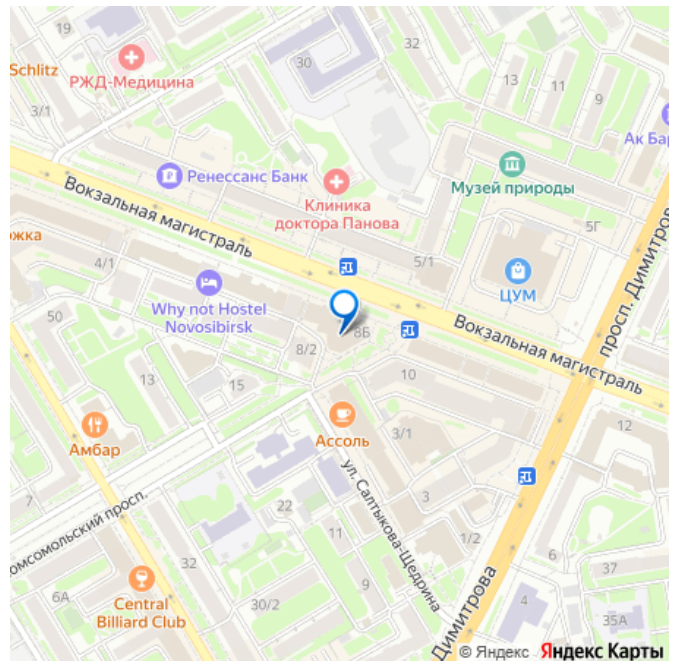 19
32
30
Schlitz
РЖД-Медицина
13
11
9
3/1
Ак Бар
Ренессанс Банк
Музей природы
Клиника
доктора Панова
Вокзальная магистраль
5Г
просп. Димитрова
ожка
4/1
5/1
ЦУМ
Why not Hostel
Novosibirsk
50
8Б
Вокзальная магистраль
8/2
10
13
15
12
Ассоль
Амбар
3/1
ул. Салтыкова-Щедрина
7
омсомольский просп.
22
3
11
1/2
32
6
37
9
6А
Central
Billiard Club
30/2
4
35А
Димитрова
© Яндекс Яндекс Карты